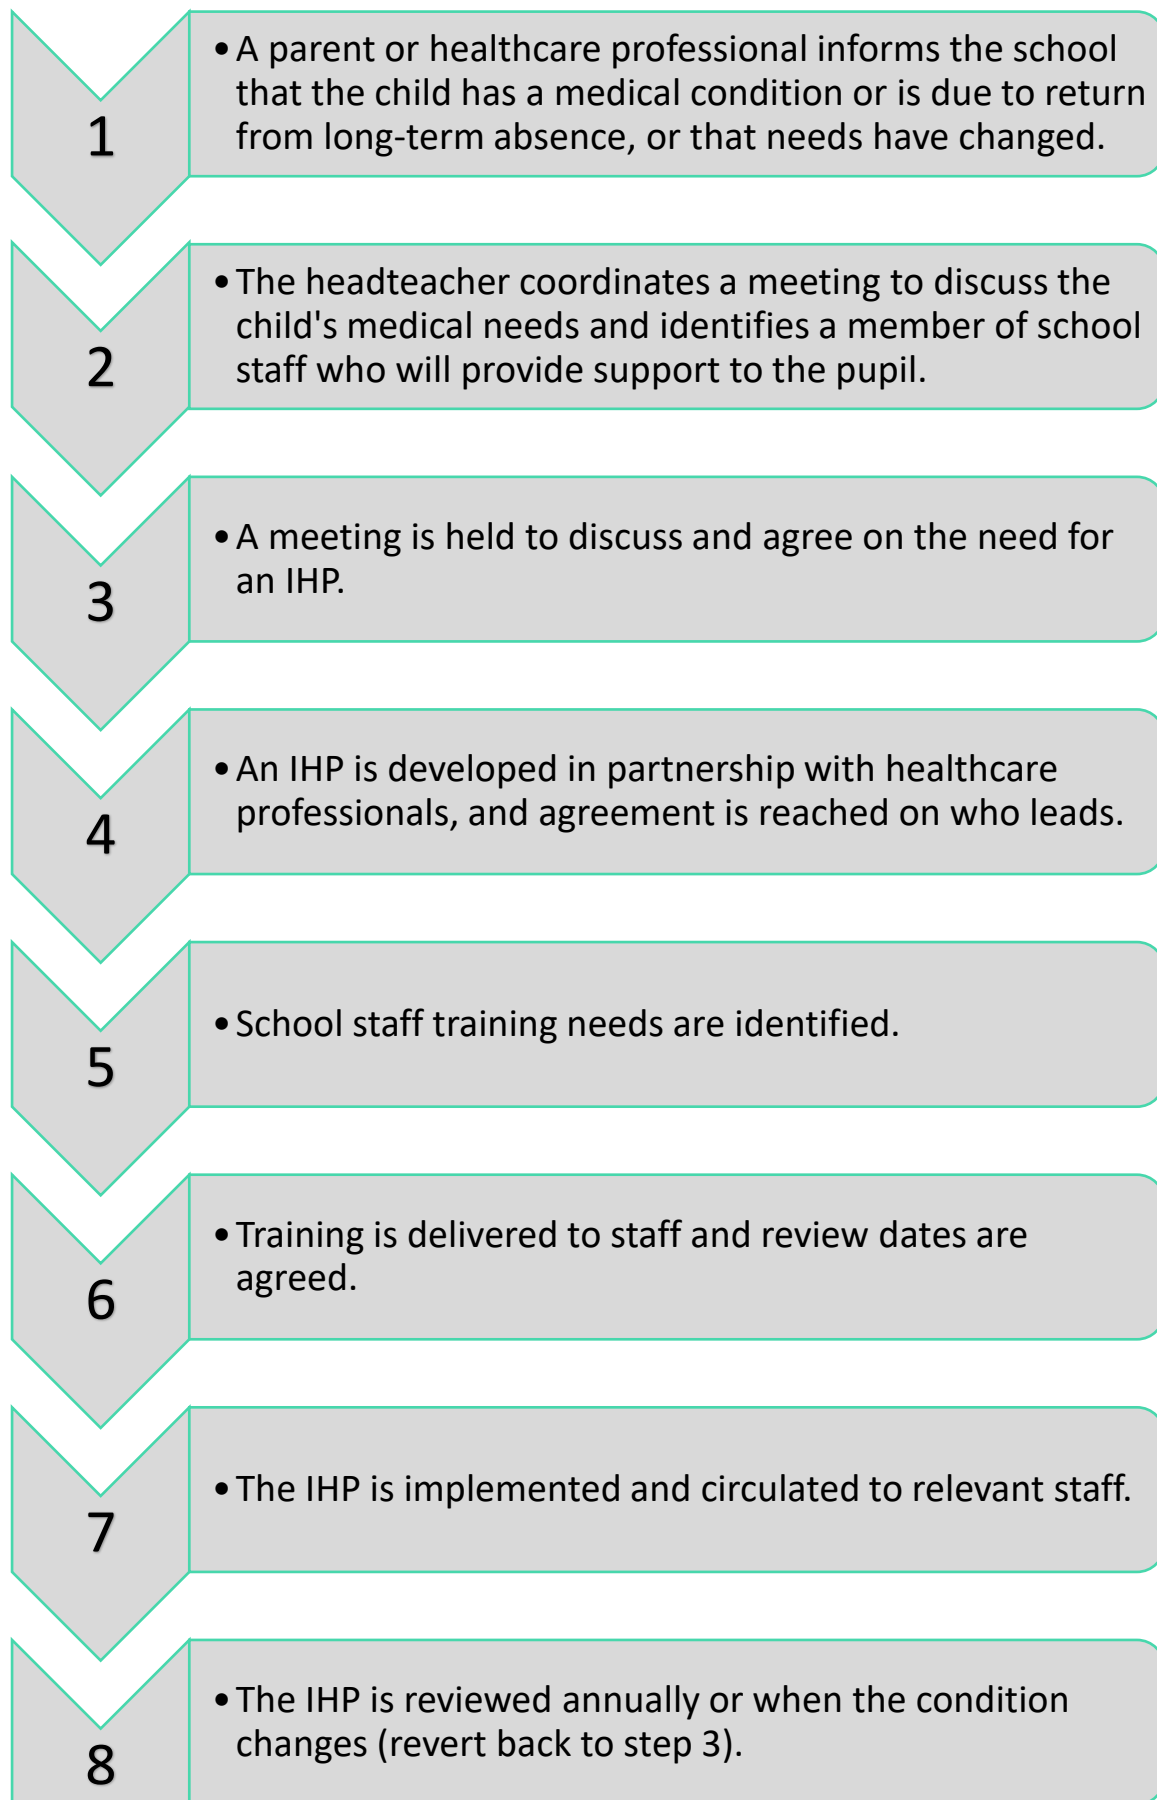 1
• A parent or healthcare professional informs the school
that the child has a medical condition or is due to return
from long-term absence, or that needs have changed.
2
• The headteacher coordinates a meeting to discuss the
child's medical needs and identifies a member of school
staff who will provide support to the pupil.
3
• A meeting is held to discuss and agree on the need for
an IHP.
4
• An IHP is developed in partnership with healthcare
professionals, and agreement is reached on who leads.
5
• School staff training needs are identified.
6
• Training is delivered to staff and review dates are
agreed.
7
• The IHP is implemented and circulated to relevant staff.
8
• The IHP is reviewed annually or when the condition
changes (revert back to step 3).